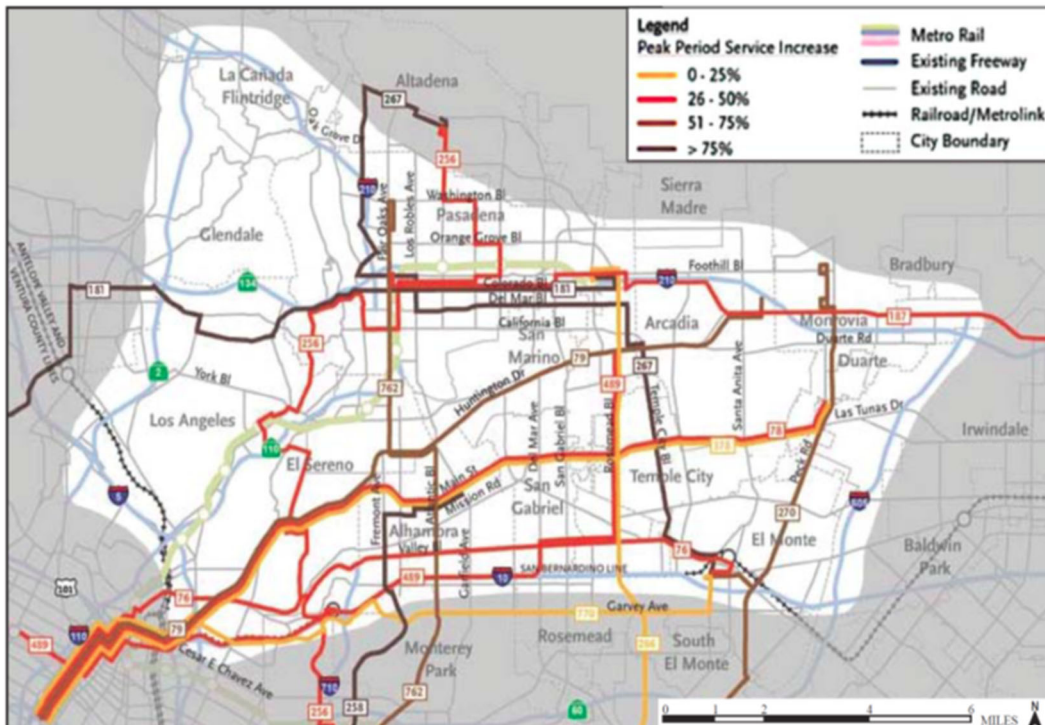 Legend
Peak Period Service Increase
0 - 25%
26 - 50%
51 - 75%
> 75%
Metro Rail
Existing Freeway
Existing Road
Railroad/Metrolink
City Boundary
La Cañada
Flintridge
Altadena
267
Oak Grove D
256
210
Sierra
Madre
Washington Bl
Pasadena
Fair Oaks Ave
Los Robles Ave
Orange Grove Bl
Glendale
134
Foothill Bl
210
Bradbury
ANTELOPE VALLEY AND
VENTURA COUNTY LINES
181
Colorado Bl
181
Del Mar Bl
California Bl
Arcadia
Monrovia
187
Duarte Rd
Duarte
256
San
Marino
79
267
2
York Bl
762
Huntington Dr
489
Santa Anita Ave
Los Angeles
Las Tunas Dr
Irwindale
110
El Sereno
Main St
Mission Rd
Del Mar Ave
San Gabriel Bl
Rosemead Bl
Temple City Bl
378
78
Peck Rd
5
Temple City
605
Fremont Ave
Atlantic Bl
San
Gabriel
270
Alhambra
Garfield Ave
Valley Bl
76
El Monte
Baldwin
Park
489
10
SAN BERNARDINO LINE
101
76
79
Garvey Ave
770
110
489
Rosemead
266
South
El Monte
Cesar E Chavez Ave
Monterey
Park
710
256
258
762
60
0
1
2
4
6
MILES
N